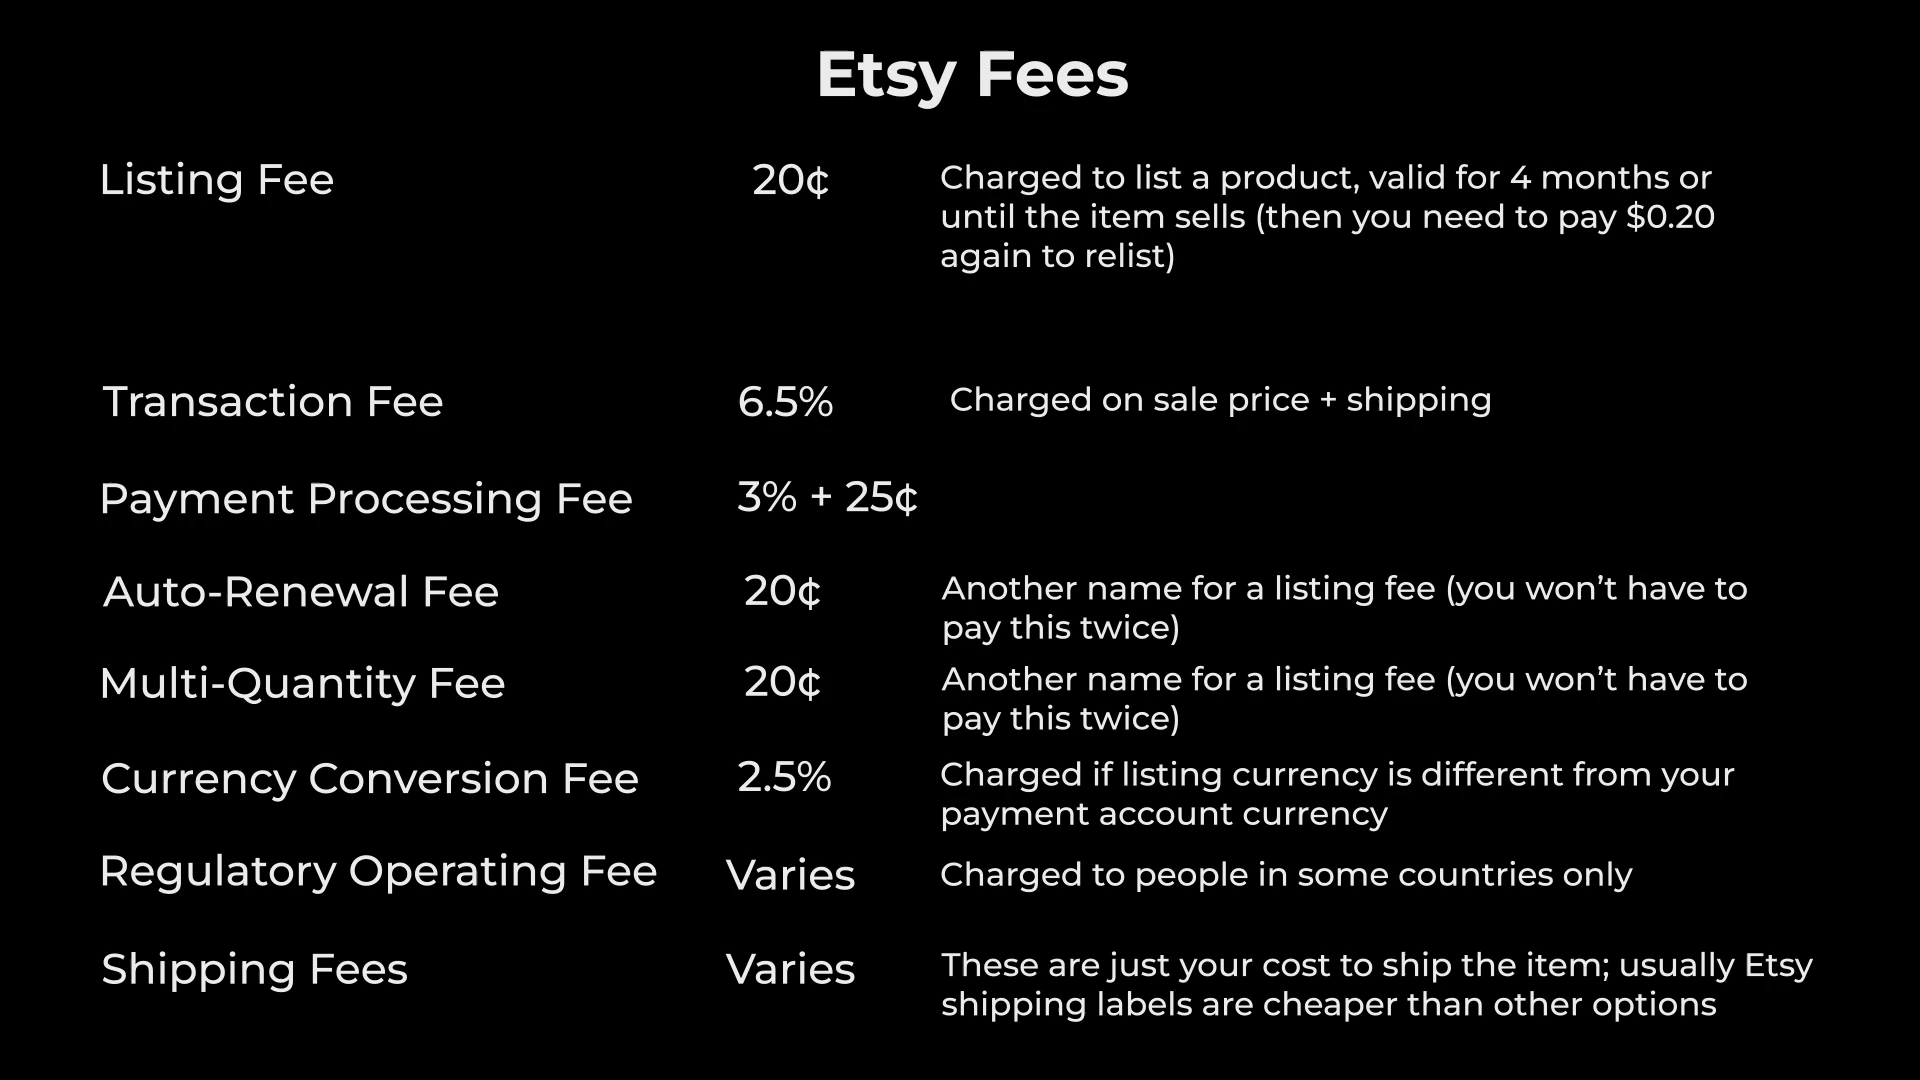 Etsy Fees
Listing Fee 20¢ Charged to list a product, valid for 4 months or
until the item sells (then you need to pay $0.20
again to relist)
Transaction Fee 6.5% Charged on sale price + shipping
Payment Processing Fee 3% + 25¢
Auto-Renewal Fee 20¢ Another name for a listing fee (you won’t have to
pay this twice)
Multi-Quantity Fee 20¢ Another name for a listing fee (you won’t have to
pay this twice)
Currency Conversion Fee 2.5% Charged if listing currency is different from your
payment account currency
Regulatory Operating Fee Varies Charged to people in some countries only
Shipping Fees Varies These are just your cost to ship the item; usually Etsy
shipping labels are cheaper than other options